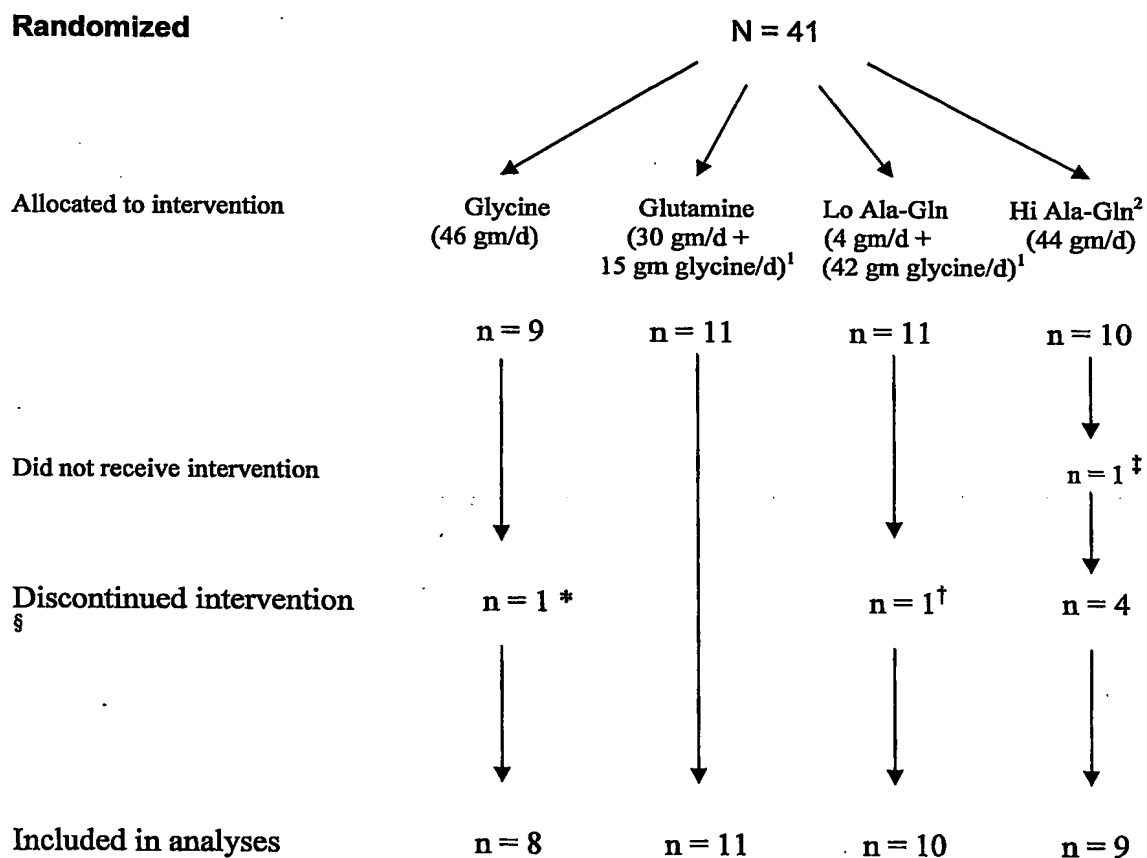 Randomized
N = 41
Allocated to intervention
Glycine
(46 gm/d)
Glutamine
(30 gm/d +
15 gm glycine/d)¹
Lo Ala-Gln
(4 gm/d +
(42 gm glycine/d)¹
Hi Ala-Gln²
(44 gm/d)
n = 9 n = 11 n = 11 n = 10
Did not receive intervention
n = 1 ‡
Discontinued intervention
§
n = 1 * n = 1† n = 4
Included in analyses n = 8 n = 11 n = 10 n = 9